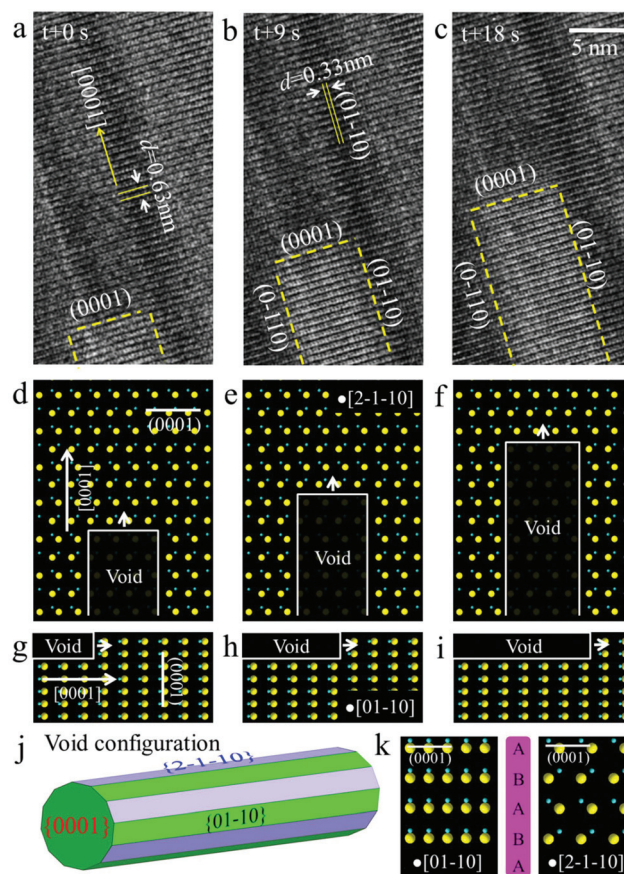 a
t+0 s
[0001]
d=0.63nm
(0001)
b
t+9 s
d=0.33nm
(01-10)
(0001)
(0-110)
(01-10)
c
t+18 s
5 nm
(0001)
(0-110)
(01-10)
d
(0001)
[0001]
Void
e
[2-1-10]
Void
f
Void
g
Void
[0001]
(0001)
h
Void
[01-10]
i
Void
j
Void configuration
{2-1-10}
{0001}
{01-10}
k
(0001)
[01-10]
A
B
A
B
A
(0001)
[2-1-10]